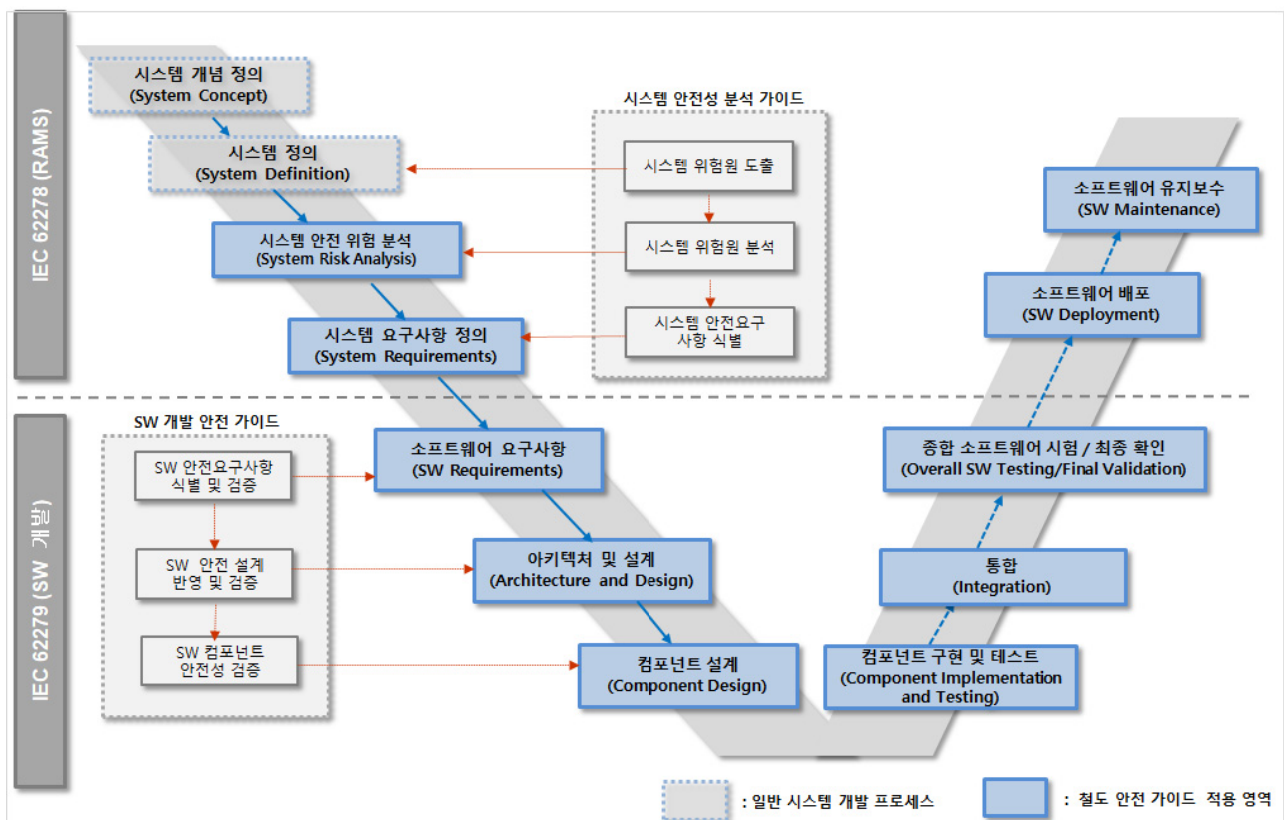 IEC 62278 (RAMS)
시스템 개념 정의
(System Concept)
시스템 정의
(System Definition)
시스템 안전 위험 분석
(System Risk Analysis)
시스템 요구사항 정의
(System Requirements)
시스템 안전성 분석 가이드
시스템 위험원 도출
시스템 위험원 분석
시스템 안전요구
사항 식별
소프트웨어 유지보수
(SW Maintenance)
소프트웨어 배포
(SW Deployment)
IEC 62279 (SW 개발)
SW 개발 안전 가이드
SW 안전요구사항
식별 및 검증
SW 안전 설계
반영 및 검증
SW 컴포넌트
안전성 검증
소프트웨어 요구사항
(SW Requirements)
아키텍처 및 설계
(Architecture and Design)
컴포넌트 설계
(Component Design)
종합 소프트웨어 시험 / 최종 확인
(Overall SW Testing/Final Validation)
통합
(Integration)
컴포넌트 구현 및 테스트
(Component Implementation
and Testing)
: 일반 시스템 개발 프로세스
: 철도 안전 가이드 적용 영역